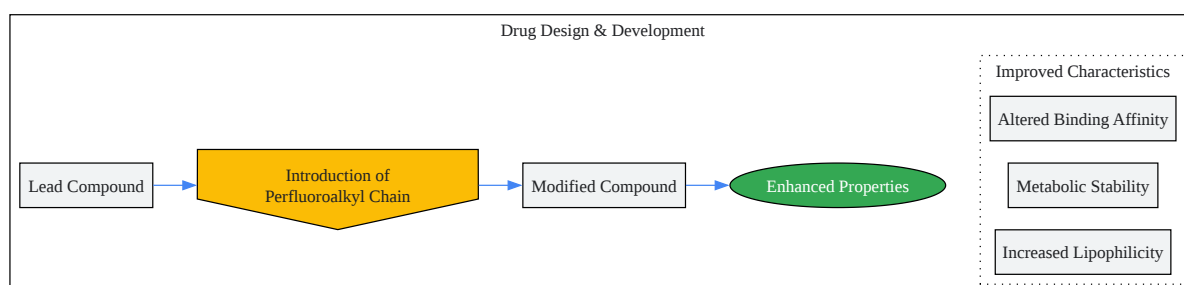 Drug Design & Development
Lead Compound
Introduction of
Perfluoroalkyl Chain
Modified Compound
Enhanced Properties
Improved Characteristics
Altered Binding Affinity
Metabolic Stability
Increased Lipophilicity